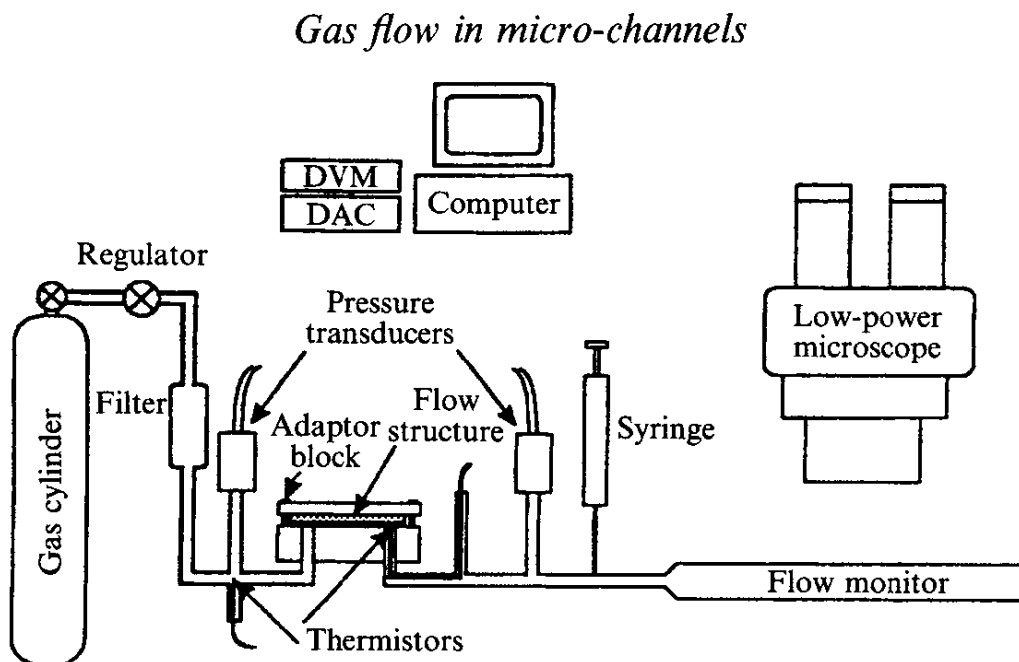 Gas flow in micro-channels
DVM
DAC
Computer
Regulator
Pressure
transducers
Low-power
microscope
Filter
Adaptor
block
Flow
structure
Syringe
Gas cylinder
Flow monitor
Thermistors